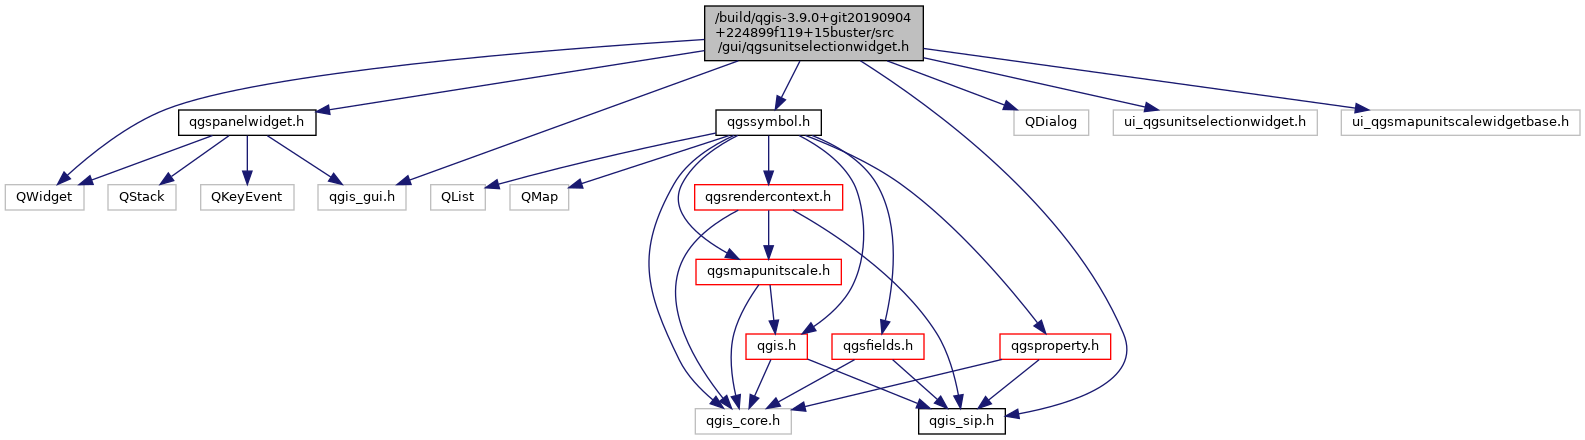 /build/qgis-3.9.0+git20190904
+224899f119+15buster/src
/gui/qgsunitselectionwidget.h
qgspanelwidget.h
qgssymbol.h
QDialog
ui_qgsunitselectionwidget.h
ui_qgsmapunitscalewidgetbase.h
QWidget
QStack
QKeyEvent
qgis_gui.h
QList
QMap
qgsrendercontext.h
qgsmapunitscale.h
qgis.h
qgsfields.h
qgsproperty.h
qgis_core.h
qgis_sip.h